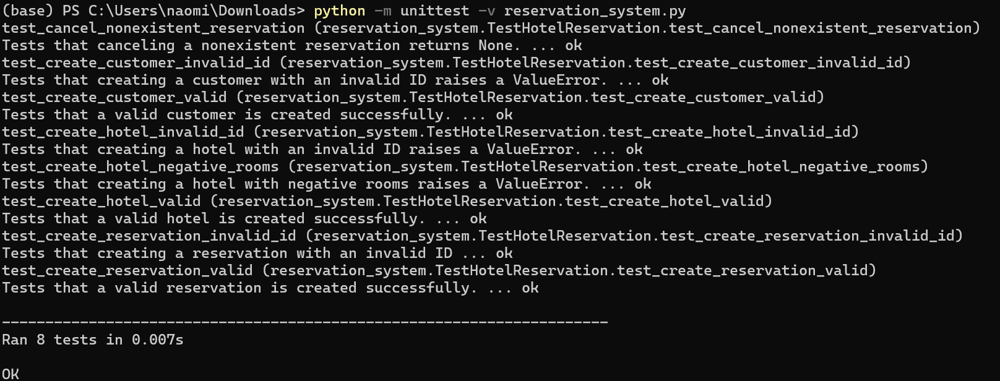 (base) PS C:\Users\naomi\Downloads> python -m unittest -v reservation_system.py
test_cancel_nonexistent_reservation (reservation_system.TestHotelReservation.test_cancel_nonexistent_reservation)
Tests that canceling a nonexistent reservation returns None. ... ok
test_create_customer_invalid_id (reservation_system.TestHotelReservation.test_create_customer_invalid_id)
Tests that creating a customer with an invalid ID raises a ValueError. ... ok
test_create_customer_valid (reservation_system.TestHotelReservation.test_create_customer_valid)
Tests that a valid customer is created successfully. ... ok
test_create_hotel_invalid_id (reservation_system.TestHotelReservation.test_create_hotel_invalid_id)
Tests that creating a hotel with an invalid ID raises a ValueError. ... ok
test_create_hotel_negative_rooms (reservation_system.TestHotelReservation.test_create_hotel_negative_rooms)
Tests that creating a hotel with negative rooms raises a ValueError. ... ok
test_create_hotel_valid (reservation_system.TestHotelReservation.test_create_hotel_valid)
Tests that a valid hotel is created successfully. ... ok
test_create_reservation_invalid_id (reservation_system.TestHotelReservation.test_create_reservation_invalid_id)
Tests that creating a reservation with an invalid ID ... ok
test_create_reservation_valid (reservation_system.TestHotelReservation.test_create_reservation_valid)
Tests that a valid reservation is created successfully. ... ok
----------------------------------------------------------------------
Ran 8 tests in 0.007s
OK